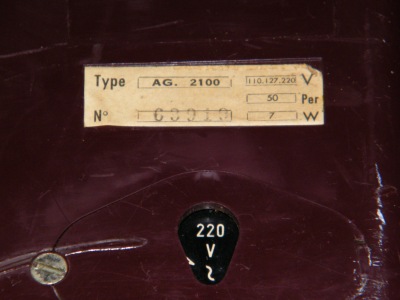 Type AG. 2100 110.127.220 V
50 Per
N° 7 W
220
V
~